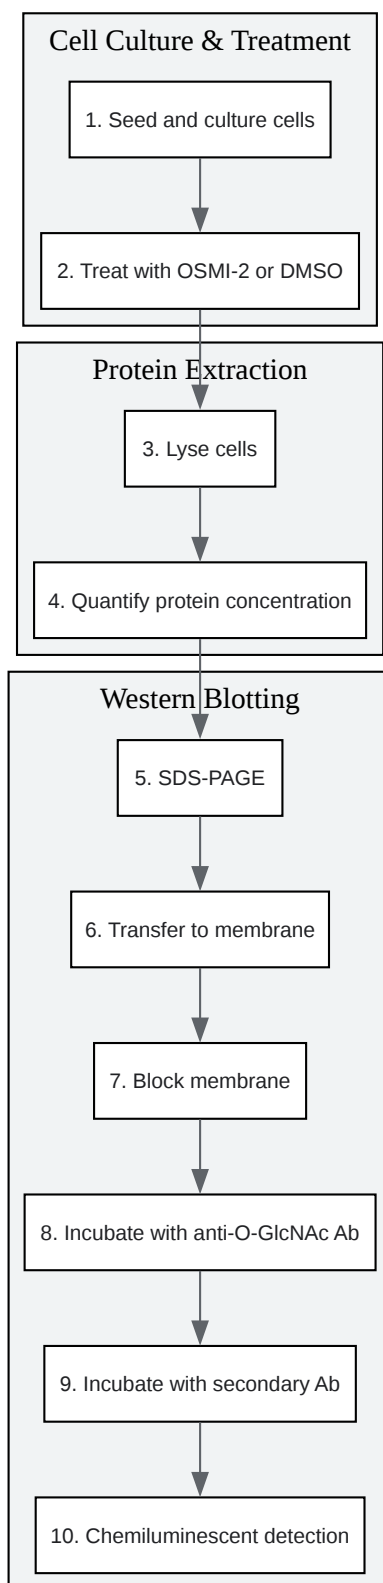 Cell Culture & Treatment
1. Seed and culture cells
2. Treat with OSMI-2 or DMSO
Protein Extraction
3. Lyse cells
4. Quantify protein concentration
Western Blotting
5. SDS-PAGE
6. Transfer to membrane
7. Block membrane
8. Incubate with anti-O-GlcNAc Ab
9. Incubate with secondary Ab
10. Chemiluminescent detection